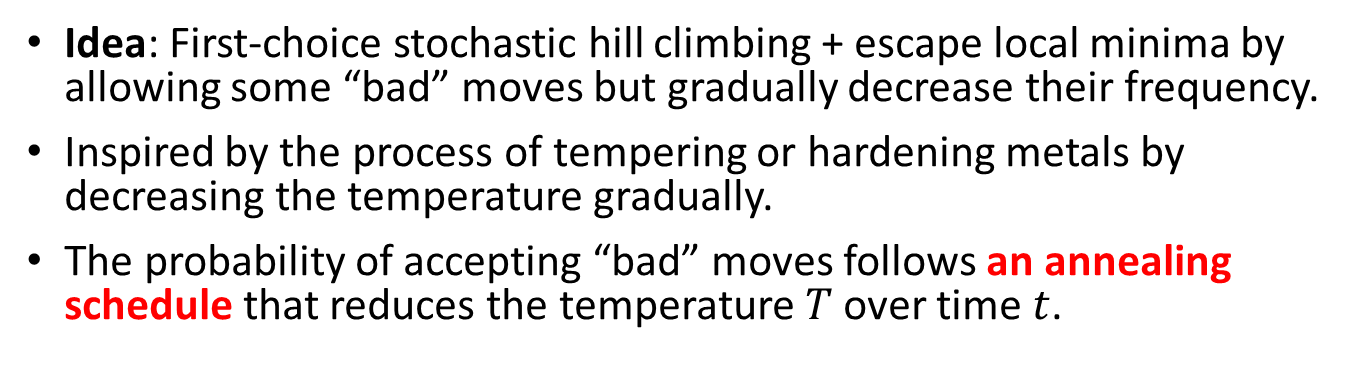 • Idea: First-choice stochastic hill climbing + escape local minima by
allowing some “bad” moves but gradually decrease their frequency.
• Inspired by the process of tempering or hardening metals by
decreasing the temperature gradually.
• The probability of accepting “bad” moves follows an annealing
schedule that reduces the temperature 𝑇 over time 𝑡.